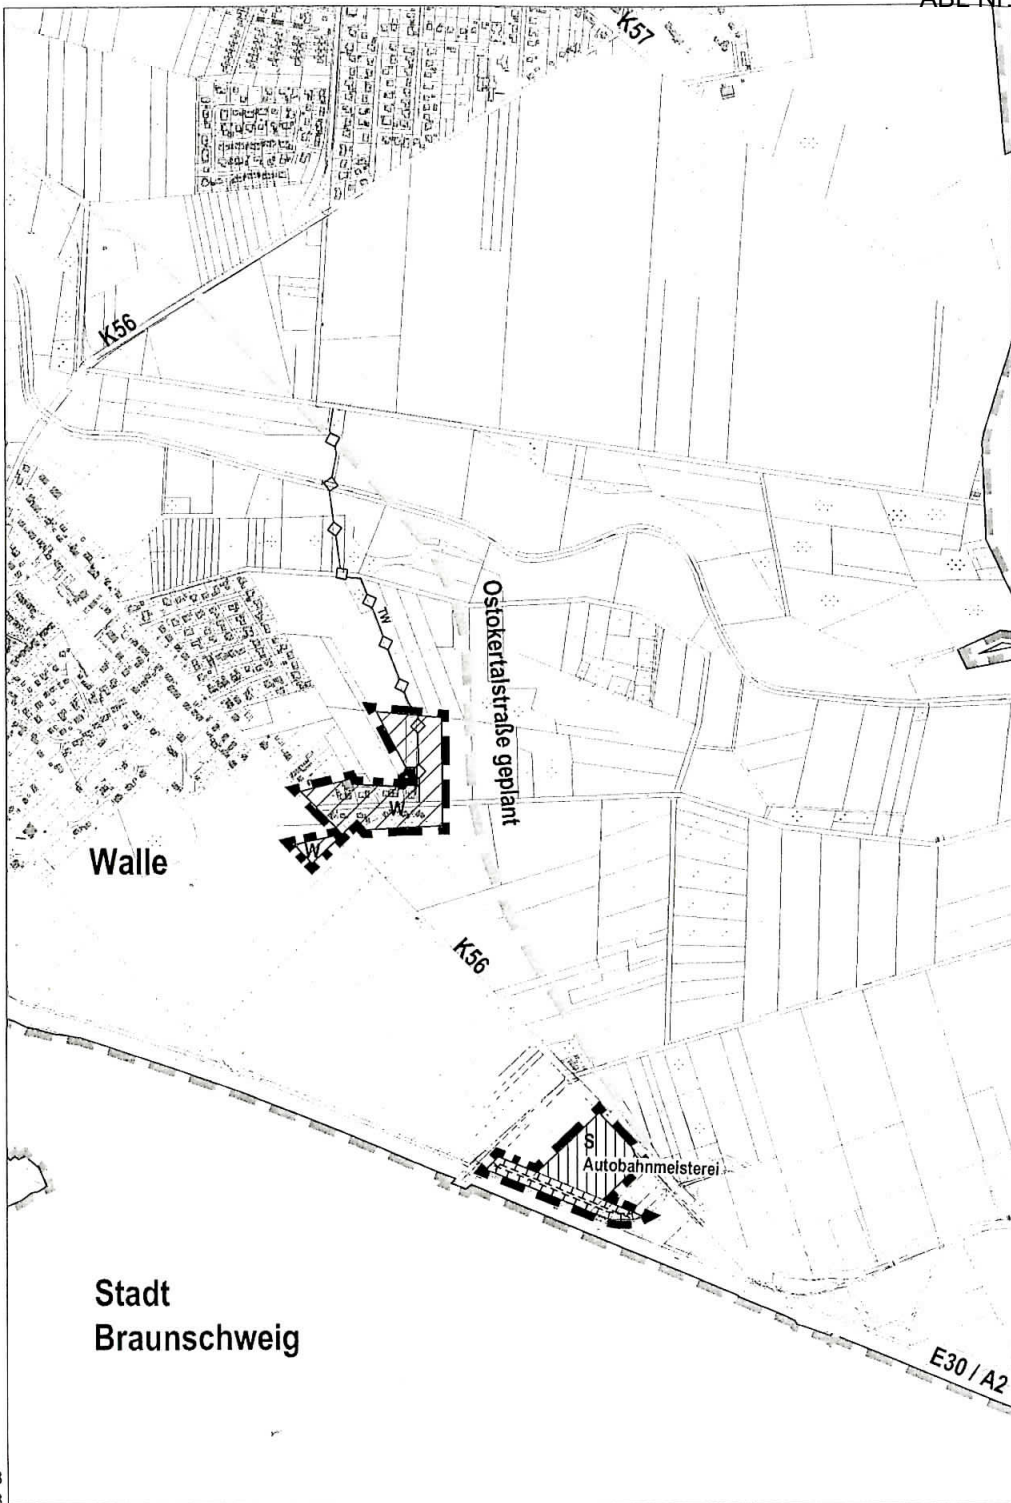 K57
K56
TW
Ostokertalstraße geplant
W
W
Walle
K56
S
Autobahnmeisterei
Stadt
Braunschweig
E30 / A2